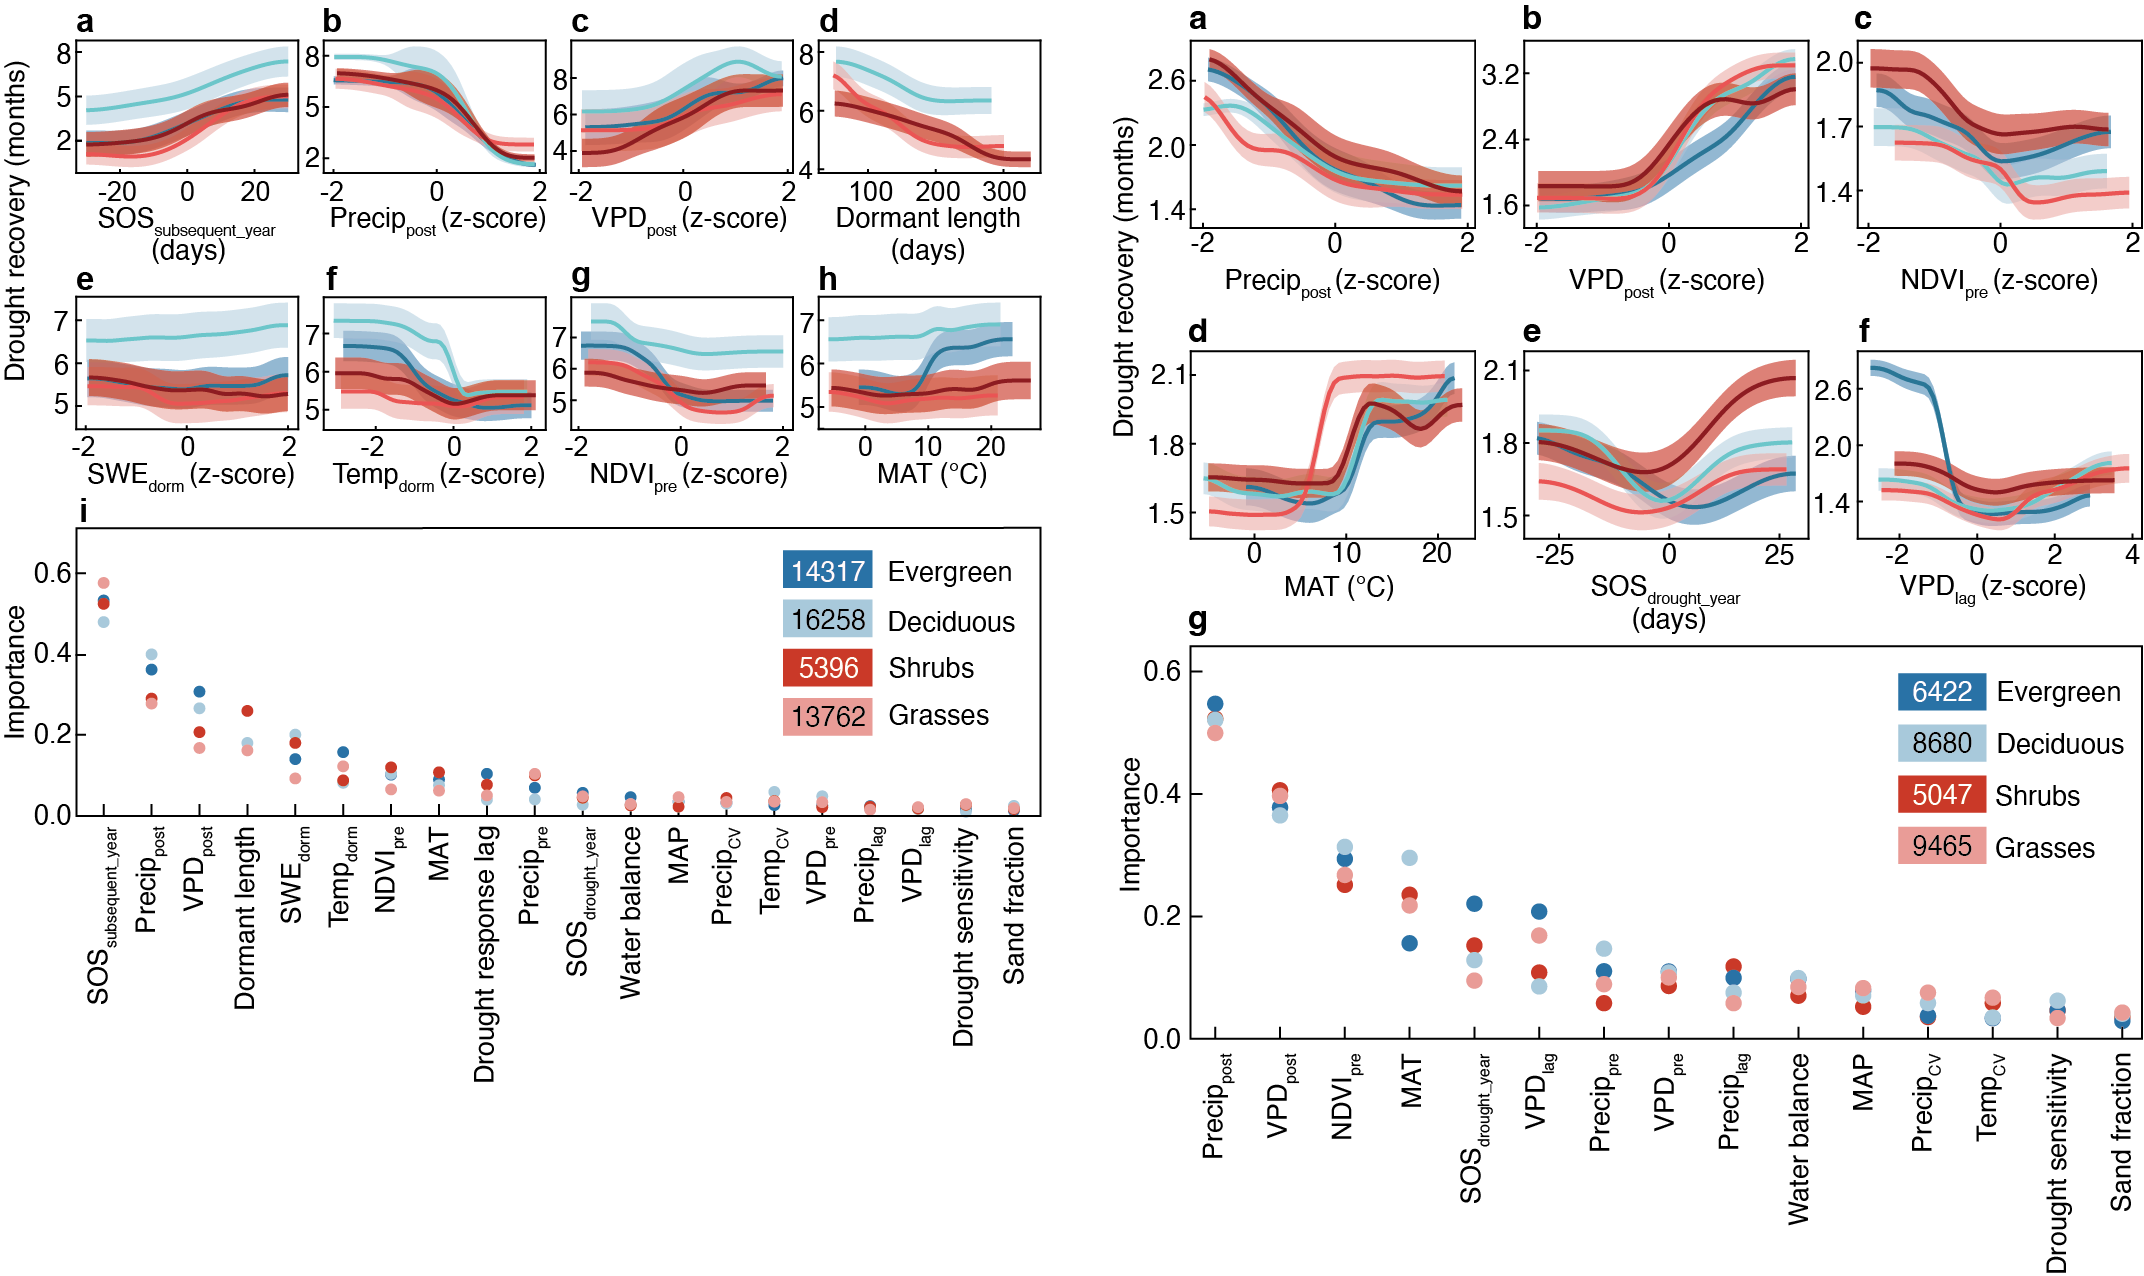 a
b
c
d
Drought recovery (months)
8
5
2
-20
0
20
SOSsubsequent_year
(days)
8
5
2
-2
0
2
Precippost (z-score)
8
6
4
-2
0
2
VPDpost (z-score)
8
6
4
100
200
300
Dormant length
(days)
e
f
g
h
7
6
5
-2
0
2
SWEdorm (z-score)
7
6
5
-2
0
2
Tempdorm (z-score)
7
6
5
-2
0
2
NDVIpre (z-score)
7
6
5
0
10
20
MAT (°C)
i
Importance
0.6
0.4
0.2
0.0
14317 Evergreen
16258 Deciduous
5396 Shrubs
13762 Grasses
SOSsubsequent_year
Precippost
VPDpost
Dormant length
SWEdorm
Tempdorm
NDVIpre
MAT
Drought response lag
Precippre
SOSdrought_year
Water balance
MAP
PrecipCV
TempCV
VPDpre
Preciplag
VPDlag
Drought sensitivity
Sand fraction
a
b
c
Drought recovery (months)
2.6
2.0
1.4
-2
0
2
Precippost (z-score)
3.2
2.4
1.6
-2
0
2
VPDpost (z-score)
2.0
1.7
1.4
-2
0
2
NDVIpre (z-score)
d
e
f
2.1
1.8
1.5
0
10
20
MAT (°C)
2.1
1.8
1.5
-25
0
25
SOSdrought_year
(days)
2.6
2.0
1.4
-2
0
2
4
VPDlag (z-score)
g
Importance
0.6
0.4
0.2
0.0
6422 Evergreen
8680 Deciduous
5047 Shrubs
9465 Grasses
Precippost
VPDpost
NDVIpre
MAT
SOSdrought_year
VPDlag
Precippre
VPDpre
Preciplag
Water balance
MAP
PrecipCV
TempCV
Drought sensitivity
Sand fraction